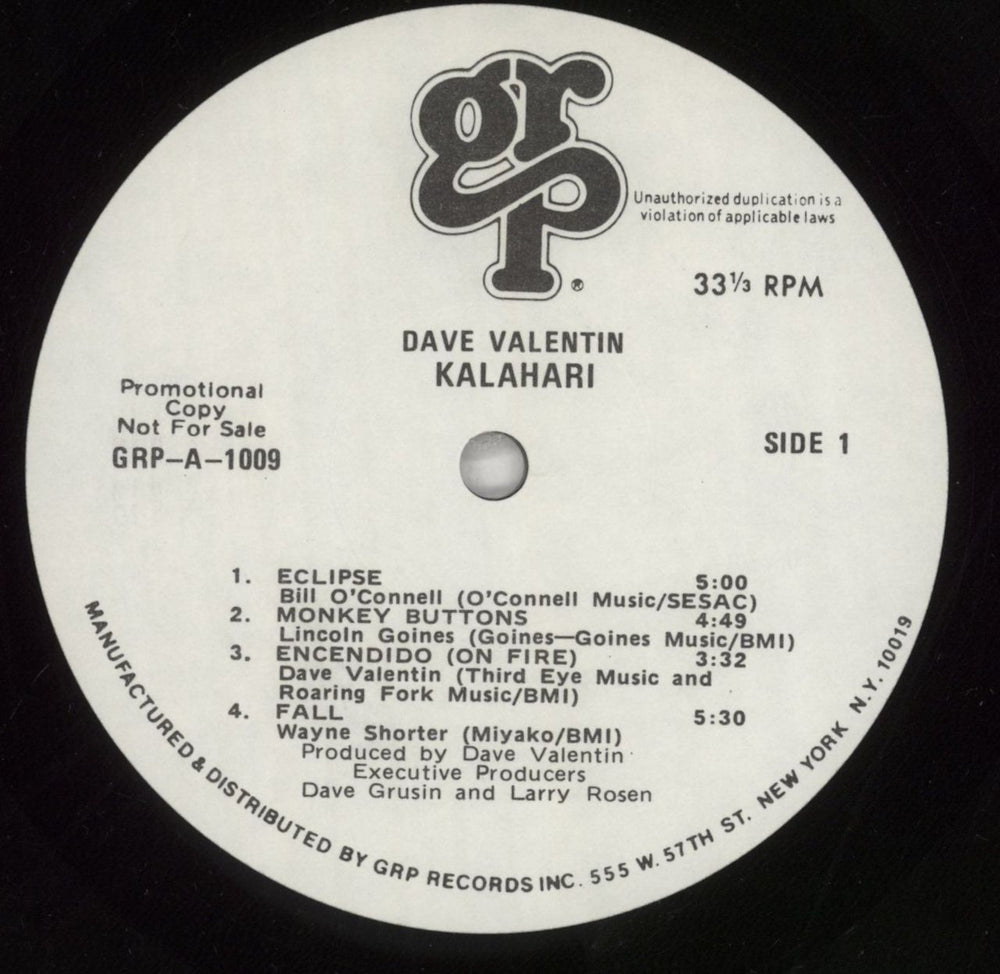 grp®
Unauthorized duplication is a
violation of applicable laws
33⅓ RPM
DAVE VALENTIN
KALAHARI
Promotional
Copy
Not For Sale
GRP–A–1009
SIDE 1
1. ECLIPSE 5:00
Bill O'Connell (O'Connell Music/SESAC)
2. MONKEY BUTTONS 4:49
Lincoln Goines (Goines—Goines Music/BMI)
3. ENCENDIDO (ON FIRE) 3:32
Dave Valentin (Third Eye Music and
Roaring Fork Music/BMI)
4. FALL 5:30
Wayne Shorter (Miyako/BMI)
Produced by Dave Valentin
Executive Producers
Dave Grusin and Larry Rosen
MANUFACTURED & DISTRIBUTED BY GRP RECORDS INC. 555 W. 57TH ST. NEW YORK N.Y. 10019